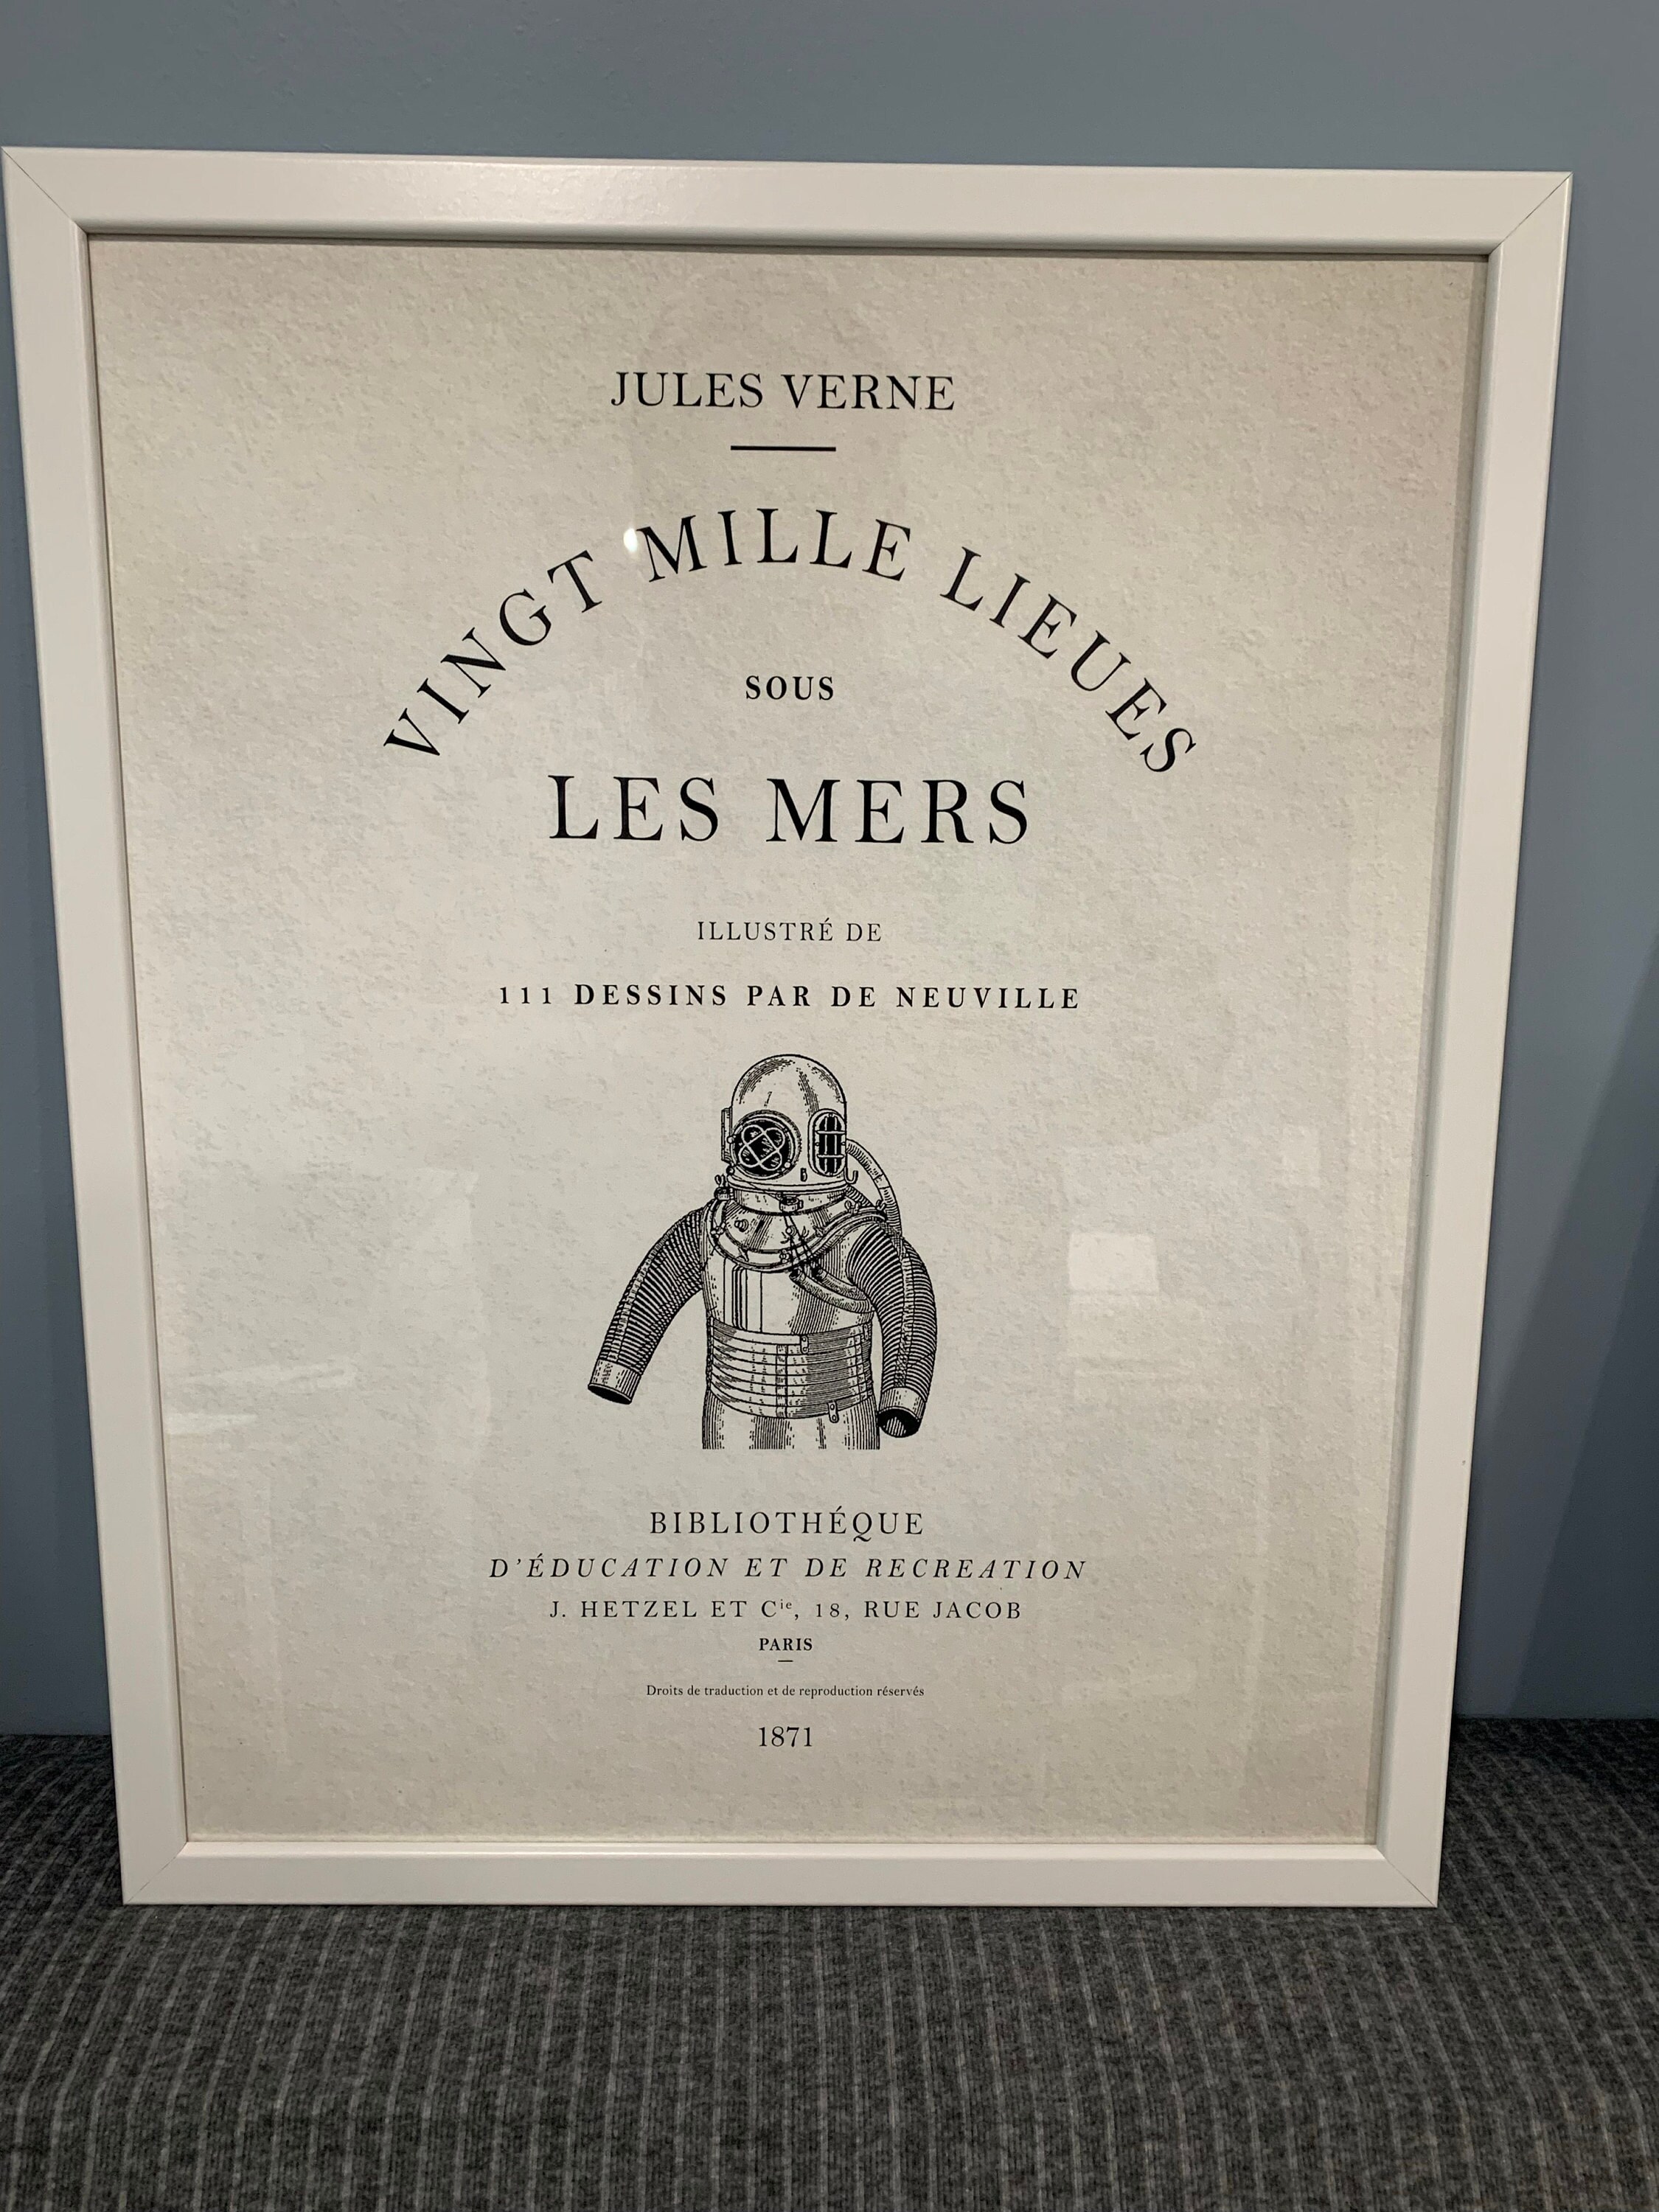 JULES VERNE
VINGT MILLE LIEUES
SOUS
LES MERS
ILLUSTRÉ DE
111 DESSINS PAR DE NEUVILLE
BIBLIOTHÉQUE
D'ÉDUCATION ET DE RECREATION
J. HETZEL ET Cⁱᵉ, 18, RUE JACOB
PARIS
Droits de traduction et de reproduction réservés
1871